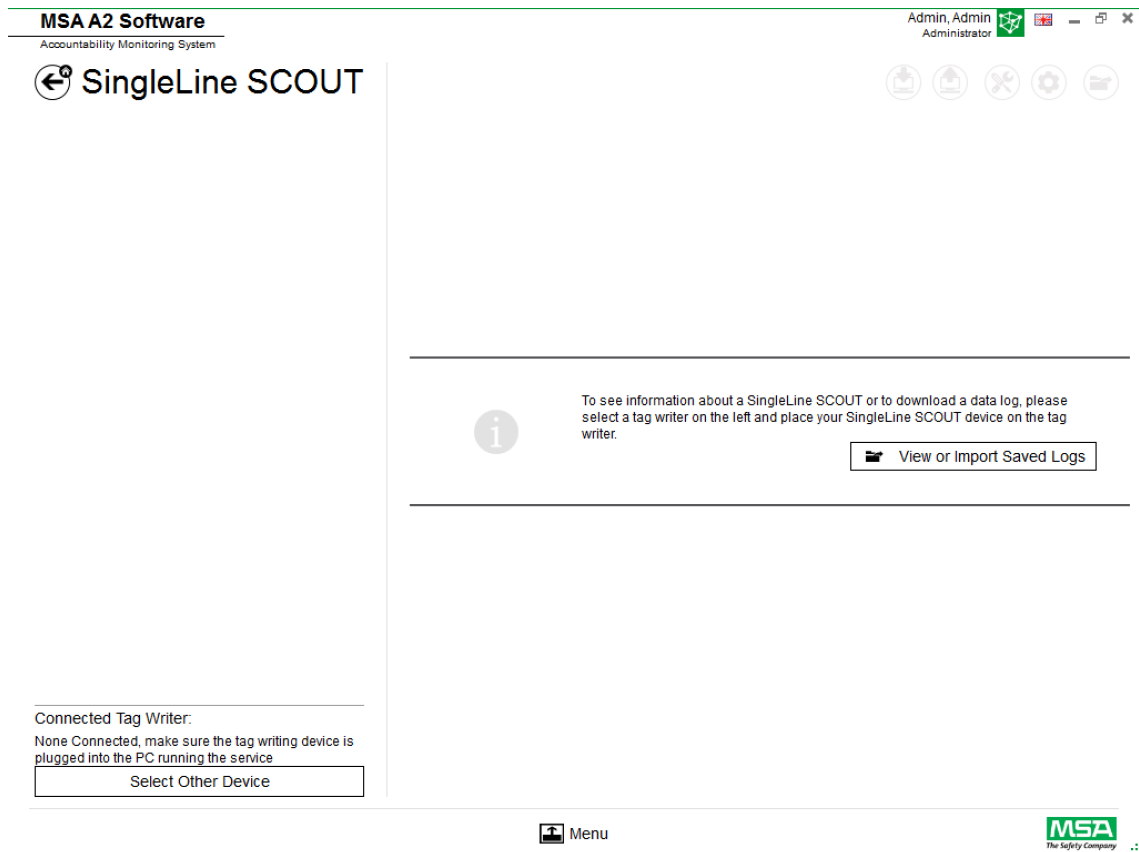 MSA A2 Software
Accountability Monitoring System
Admin, Admin
Administrator
SingleLine SCOUT
To see information about a SingleLine SCOUT or to download a data log, please
select a tag writer on the left and place your SingleLine SCOUT device on the tag
writer.
View or Import Saved Logs
Connected Tag Writer:
None Connected, make sure the tag writing device is
plugged into the PC running the service
Select Other Device
Menu
MSA
The Safety Company